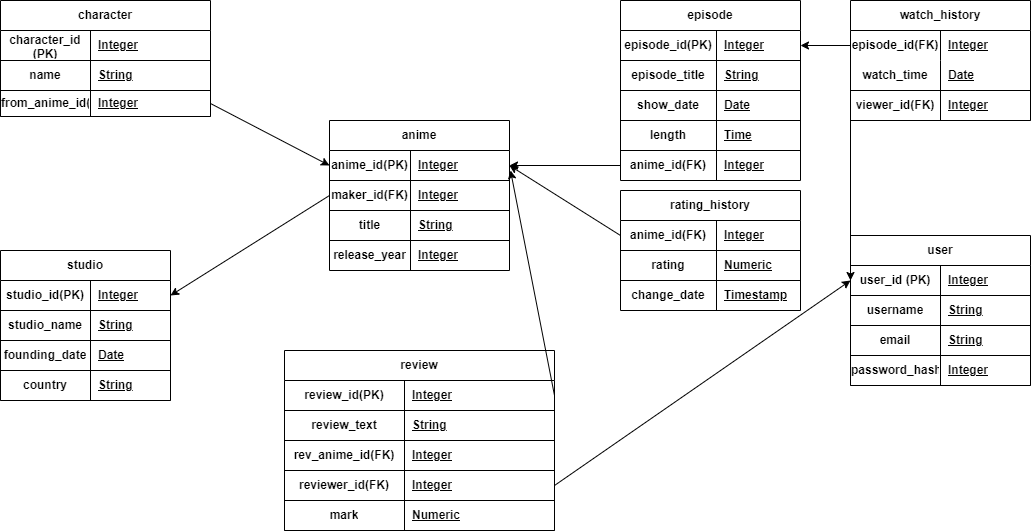 character
character_id
(PK)
Integer
name
String
from_anime_id(
Integer
anime
anime_id(PK)
Integer
maker_id(FK)
Integer
title
String
release_year
Integer
episode
episode_id(PK)
Integer
episode_title
String
show_date
Date
length
Time
anime_id(FK)
Integer
watch_history
episode_id(FK)
Integer
watch_time
Date
viewer_id(FK)
Integer
rating_history
anime_id(FK)
Integer
rating
Numeric
change_date
Timestamp
user
user_id (PK)
Integer
username
String
email
String
password_hash
Integer
studio
studio_id(PK)
Integer
studio_name
String
founding_date
Date
country
String
review
review_id(PK)
Integer
review_text
String
rev_anime_id(FK)
Integer
reviewer_id(FK)
Integer
mark
Numeric